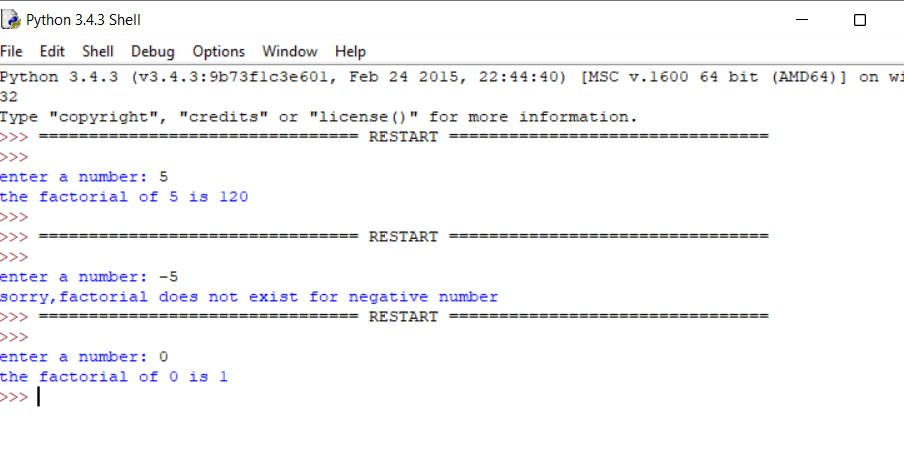 Python 3.4.3 Shell
File Edit Shell Debug Options Window Help
Python 3.4.3 (v3.4.3:9b73f1c3e601, Feb 24 2015, 22:44:40) [MSC v.1600 64 bit (AMD64)] on wi
32
Type "copyright", "credits" or "license()" for more information.
>>> ================================ RESTART ================================
>>>
enter a number: 5
the factorial of 5 is 120
>>>
>>> ================================ RESTART ================================
>>>
enter a number: -5
sorry,factorial does not exist for negative number
>>> ================================ RESTART ================================
>>>
enter a number: 0
the factorial of 0 is 1
>>>